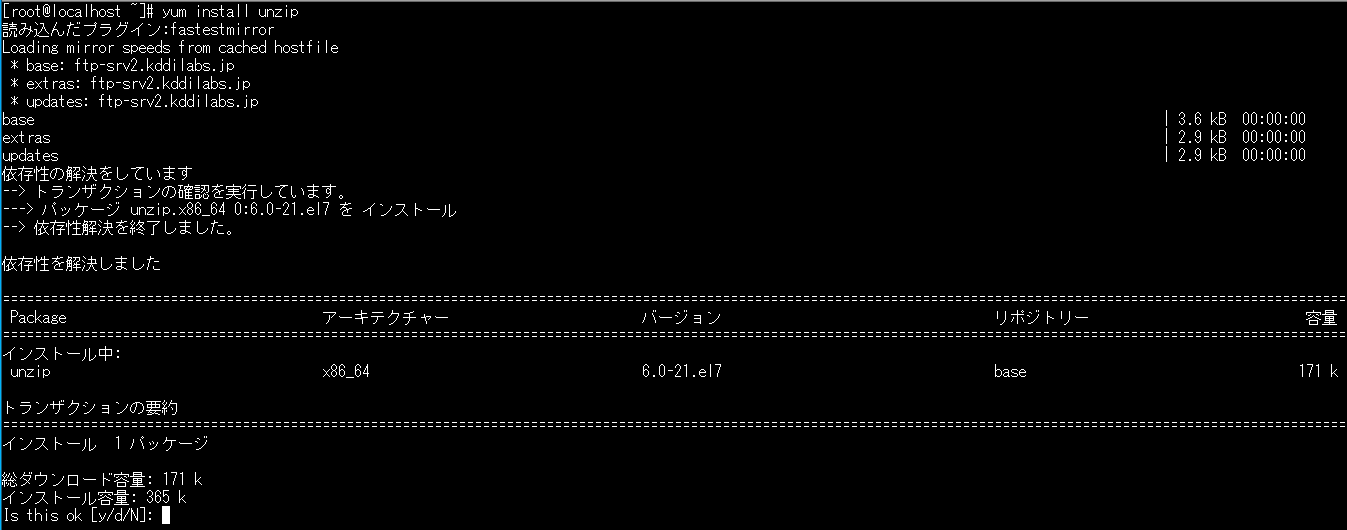 [root@localhost ~]# yum install unzip
読み込んだプラグイン:fastestmirror
Loading mirror speeds from cached hostfile
 * base: ftp-srv2.kddilabs.jp
 * extras: ftp-srv2.kddilabs.jp
 * updates: ftp-srv2.kddilabs.jp
base | 3.6 kB 00:00:00
extras | 2.9 kB 00:00:00
updates | 2.9 kB 00:00:00
依存性の解決をしています
--> トランザクションの確認を実行しています。
---> パッケージ unzip.x86_64 0:6.0-21.el7 を インストール
--> 依存性解決を終了しました。
依存性を解決しました
Package アーキテクチャー バージョン リポジトリー 容量
インストール中:
unzip x86_64 6.0-21.el7 base 171 k
トランザクションの要約
インストール 1 パッケージ
総ダウンロード容量: 171 k
インストール容量: 365 k
Is this ok [y/d/N]: